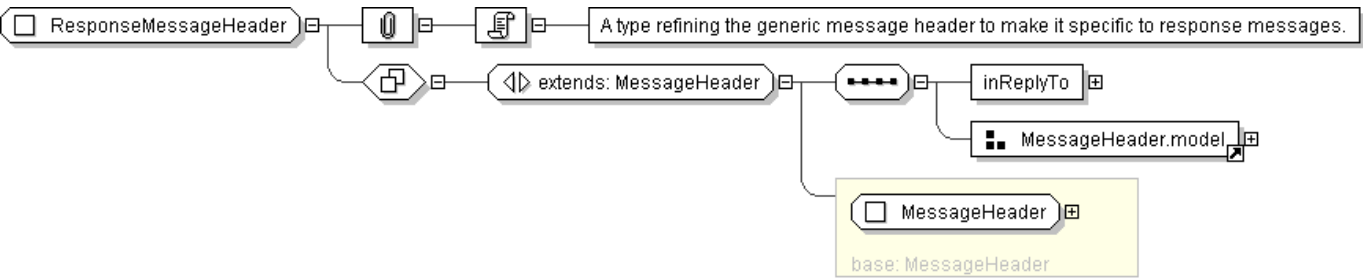 ResponseMessageHeader
A type refining the generic message header to make it specific to response messages.
extends: MessageHeader
inReplyTo
MessageHeader.model
MessageHeader
base: MessageHeader